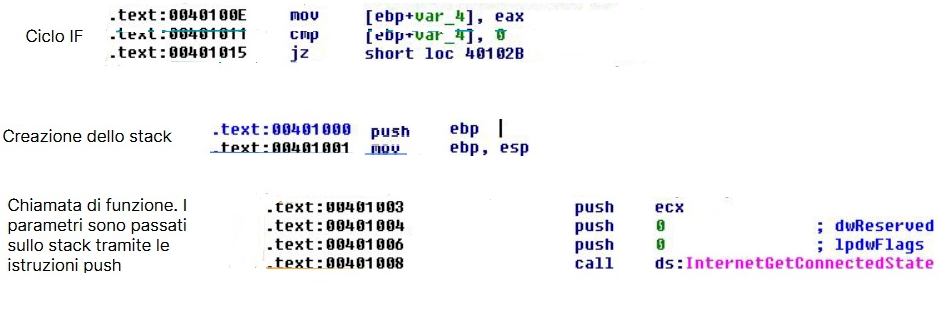 .text:0040100E mov [ebp+var_4], eax
Ciclo IF .text:00401011 cmp [ebp+var_4], 0
.text:00401015 jz short loc 40102B
Creazione dello stack .text:00401000 push ebp
.text:00401001 mov ebp, esp
Chiamata di funzione. I .text:00401003 push ecx
parametri sono passati .text:00401004 push 0 ; dwReserved
sullo stack tramite le .text:00401006 push 0 ; lpdwFlags
istruzioni push .text:00401008 call ds:InternetGetConnectedState